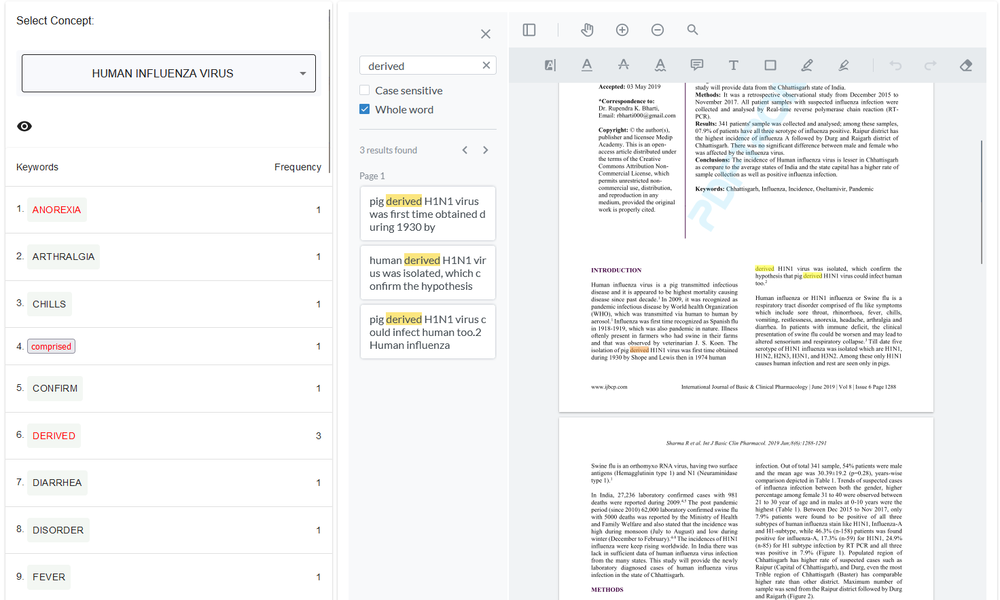 Select Concept:
HUMAN INFLUENZA VIRUS
Keywords Frequency
1. ANOREXIA 1
2. ARTHRALGIA 1
3. CHILLS 1
4. comprised 1
5. CONFIRM 1
6. DERIVED 3
7. DIARRHEA 1
8. DISORDER 1
9. FEVER 1
derived
Case sensitive
Whole word
3 results found
Page 1
pig derived H1N1 virus
was first time obtained d
uring 1930 by
human derived H1N1 vir
us was isolated, which c
onfirm the hypothesis
pig derived H1N1 virus c
ould infect human too.2
Human influenza
Accepted: 03 May 2019
*Correspondence to:
Dr. Rupendra K. Bharti,
Email: rbharti000@gmail.com
Copyright: © the author(s),
publisher and licensee Medip
Academy. This is an open-
access article distributed under
the terms of the Creative
Commons Attribution Non-
Commercial License, which
permits unrestricted non-
commercial use, distribution,
and reproduction in any
medium, provided the original
work is properly cited.
study will provide data from the Chhattisgarh state of India.
Methods: It was a retrospective observational study from December 2015 to
November 2017. All patient samples with suspected influenza infection were
collected and analysed by Real-time reverse polymerase chain reaction (RT-
PCR).
Results: 341 patients' sample was collected and analysed; among these samples,
07.9% of patients have all three serotype of influenza positive. Raipur district has
the highest incidence of influenza A followed by Durg and Raigarh district of
Chhattisgarh. There was no significant difference between male and female who
was affected by the influenza virus.
Conclusions: The incidence of Human influenza virus is lesser in Chhattisgarh
as compare to the average states of India and the state capital has a higher rate of
sample collection as well as positive influenza infection.
Keywords: Chhattisgarh, Influenza, Incidence, Oseltamivir, Pandemic
INTRODUCTION
Human influenza virus is a pig transmitted infectious
disease and it is appeared to be highest mortality causing
disease since past decade.1 In 2009, it was recognized as
pandemic infectious disease by World health Organization
(WHO), which was transmitted via human to human by
aerosol.1 Influenza was first time recognized as Spanish flu
in 1918-1919, which was also pandemic in nature. Illness
oftenly present in farmers who had swine in their farms
and that was observed by veterinarian J. S. Koen. The
isolation of pig derived H1N1 virus was first time obtained
during 1930 by Shope and Lewis then in 1974 human
derived H1N1 virus was isolated, which confirm the
hypothesis that pig derived H1N1 virus could infect human
too.2
Human influenza or H1N1 influenza or Swine flu is a
respiratory tract disorder comprised of flu like symptoms
which include sore throat, rhinorrhoea, fever, chills,
vomiting, restlessness, anorexia, headache, arthralgia and
diarrhea. In patients with immune deficit, the clinical
presentation of swine flu could be worsen and may lead to
altered sensorium and respiratory collapse.3 Till date five
serotype of H1N1 influenza was isolated which are H1N1,
H1N2, H2N3, H3N1, and H3N2. Among these only H1N1
causes human infection and rest are seen only in pigs.
www.ijbcp.com International Journal of Basic & Clinical Pharmacology | June 2019 | Vol 8 | Issue 6 Page 1288
Sharma R et al. Int J Basic Clin Pharmacol. 2019 Jun;8(6):1288-1291
Swine flu is an orthomyxo RNA virus, having two surface
antigens (Hemagglutinin type 1) and N1 (Neuraminidase
type 1).1
In India, 27,236 laboratory confirmed cases with 981
deaths were reported during 2009.4,5 The post pandemic
period (since 2010) 62,000 laboratory confirmed swine flu
with 5000 deaths was reported by the Ministry of Health
and Family Welfare and also stated that the incidence was
high during monsoon (July to August) and low during
winter (December to February).4-8 The incidences of H1N1
influenza were keep rising worldwide. In India there was
lack in sufficient data of human influenza virus infection
from the many states. This study will provide the newly
laboratory diagnosed cases of human influenza virus
infection in the state of Chhattisgarh.
METHODS
infection. Out of total 341 sample, 54% patients were male
and the mean age was 30.39±19.2 (p=0.28), years-wise
comparison depicted in Table 1. Trends of suspected cases
of influenza infection between both the gender, higher
percentage among female 31 to 40 were observed between
21 to 30 year of age and in males at 0-10 years were the
highest (Table 1). Between Dec 2015 to Nov 2017, only
7.9% patients were found to be positive of all three
subtypes of human influenza stain like H1N1, Influenza-A
and H1-subtype, while 46.3% (n-158) patients was found
positive for influenza-A, 17.3% (n-59) for H1N1, 24.9%
(n-85) for H1 subtype infection by RT PCR and all three
was positive in 7.9% (Figure 1). Populated region of
Chhattisgarh has higher rate of suspected cases such as
Raipur (Capital of Chhattisgarh), and Durg, even the most
Trible region of Chhattisgarh (Baster) has comparable
higher rate than other district. Maximum number of
sample was send from the Raipur district followed by Durg
and Raigarh (Figure 2).